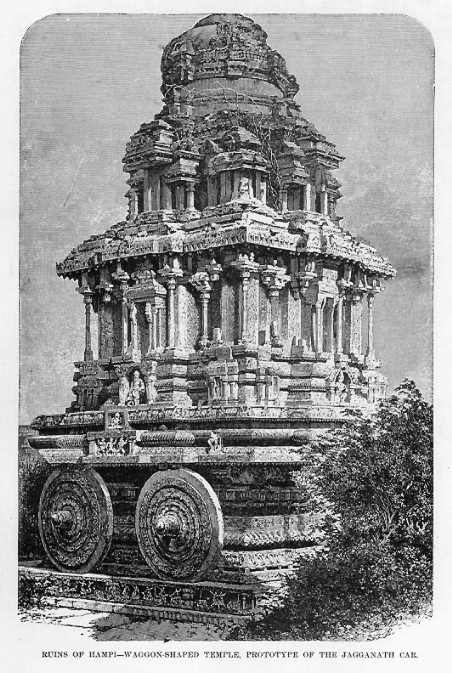 RUINS OF HAMPI—WAGGON-SHAPED TEMPLE, PROTOTYPE OF THE JAGGANATH CAR.